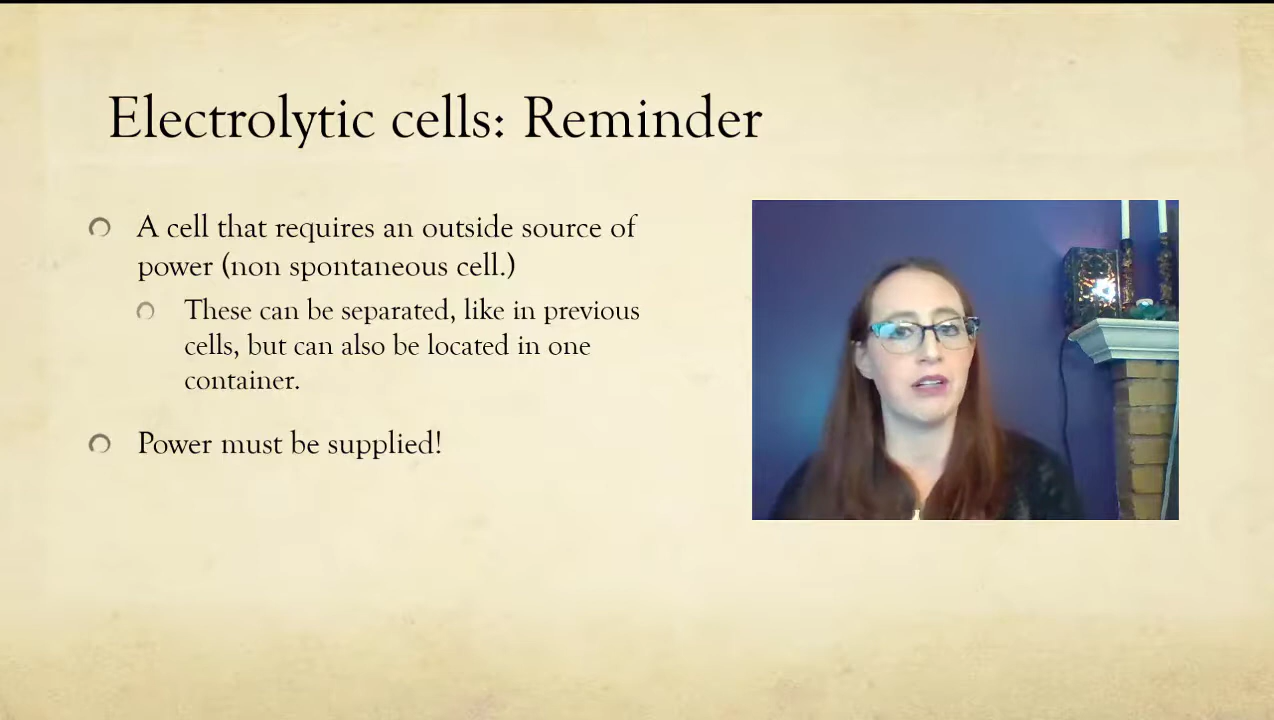 Electrolytic cells: Reminder
A cell that requires an outside source of
power (non spontaneous cell.)
These can be separated, like in previous
cells, but can also be located in one
container.
Power must be supplied!